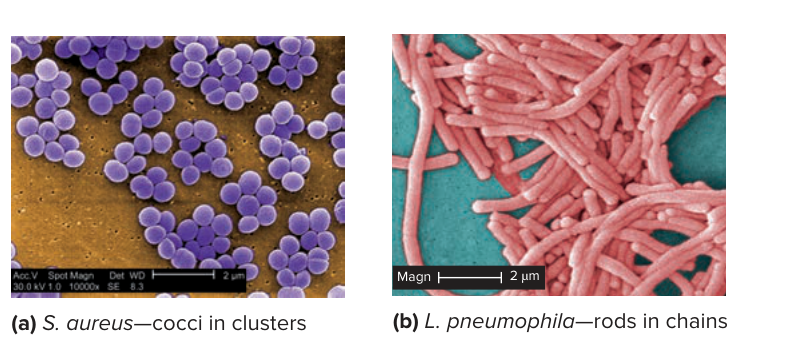 Acc.V Spot Magn Det WD 2 µm
30.0 kV 1.0 10000x SE 8.3
Magn 2 µm
(a) S. aureus—cocci in clusters
(b) L. pneumophila—rods in chains